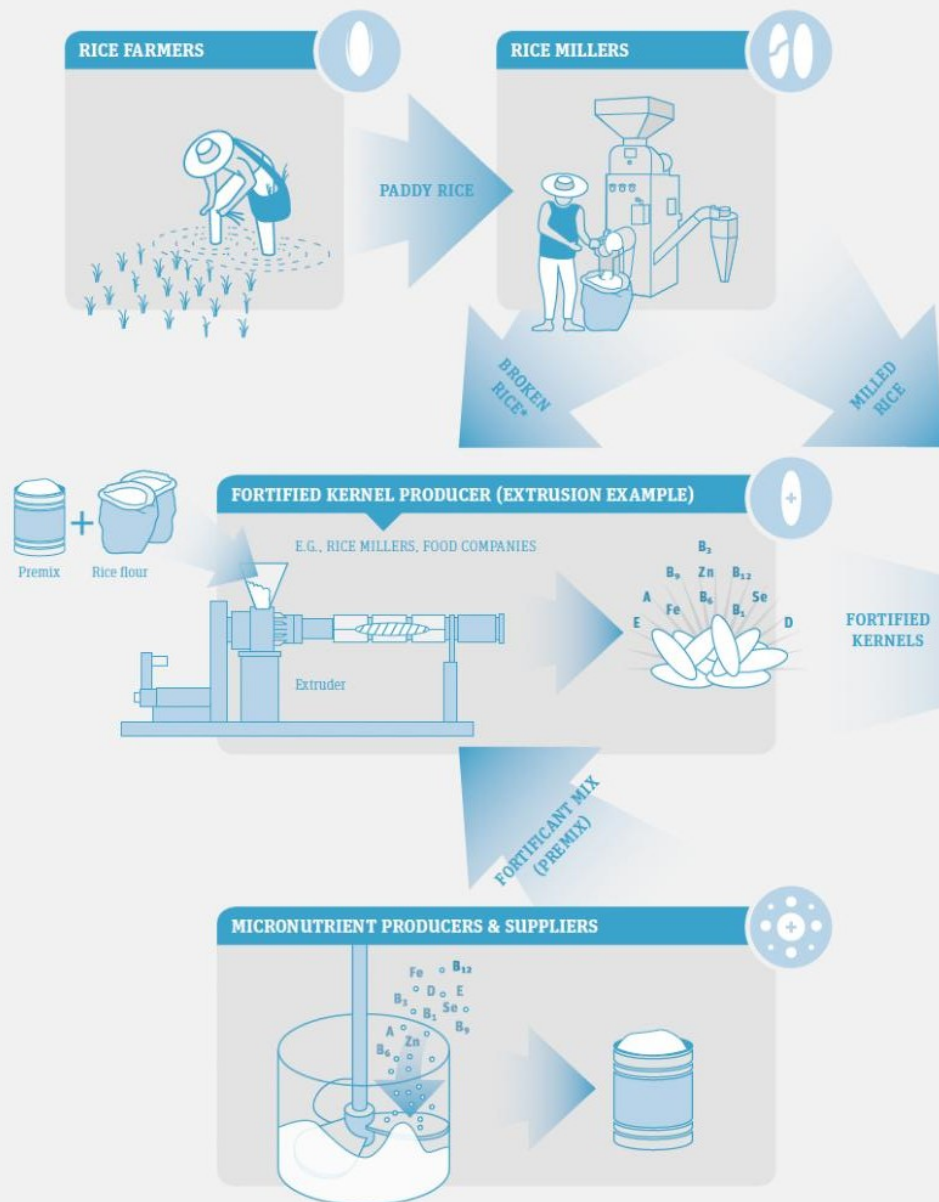 RICE FARMERS
RICE MILLERS
PADDY RICE
BROKEN
RICE*
MILLED
RICE
FORTIFIED KERNEL PRODUCER (EXTRUSION EXAMPLE)
E.G., RICE MILLERS, FOOD COMPANIES
+
Premix
Rice flour
Extruder
+
B₃
B₉ Zn B₁₂
A B₆ Se
Fe B₁
E D
FORTIFIED
KERNELS
FORTIFICANT MIX
(PREMIX)
MICRONUTRIENT PRODUCERS & SUPPLIERS
+
Fe B₁₂
D E
B₃ Se
B₁
A B₉
Zn
B₆